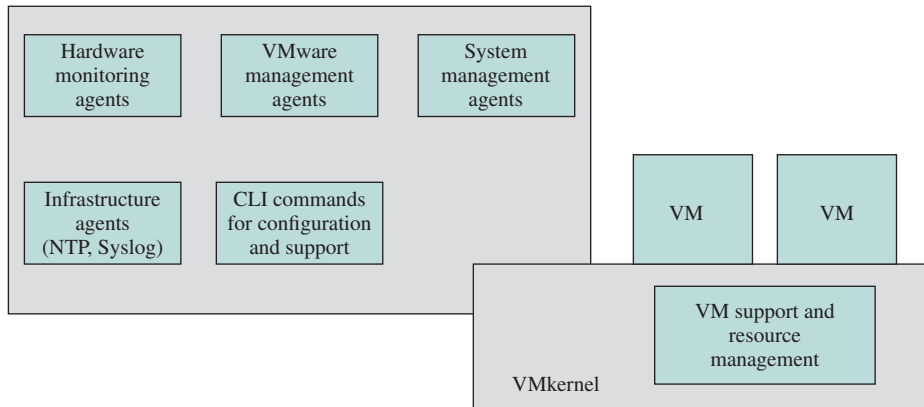 Hardware
monitoring
agents
VMware
management
agents
System
management
agents
Infrastructure
agents
(NTP, Syslog)
CLI commands
for configuration
and support
VM
VM
VM support and
resource
management
VMkernel